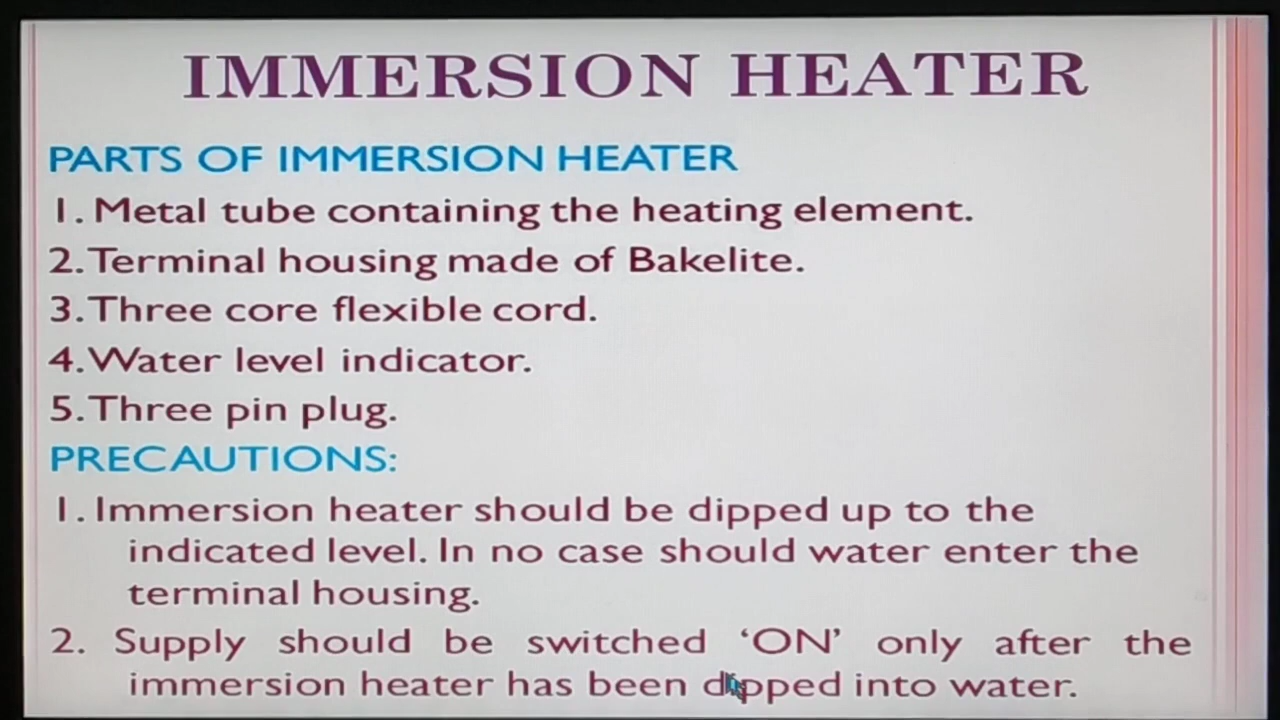 IMMERSION HEATER
PARTS OF IMMERSION HEATER
1. Metal tube containing the heating element.
2. Terminal housing made of Bakelite.
3. Three core flexible cord.
4. Water level indicator.
5. Three pin plug.
PRECAUTIONS:
1. Immersion heater should be dipped up to the
indicated level. In no case should water enter the
terminal housing.
2. Supply should be switched ‘ON’ only after the
immersion heater has been dipped into water.